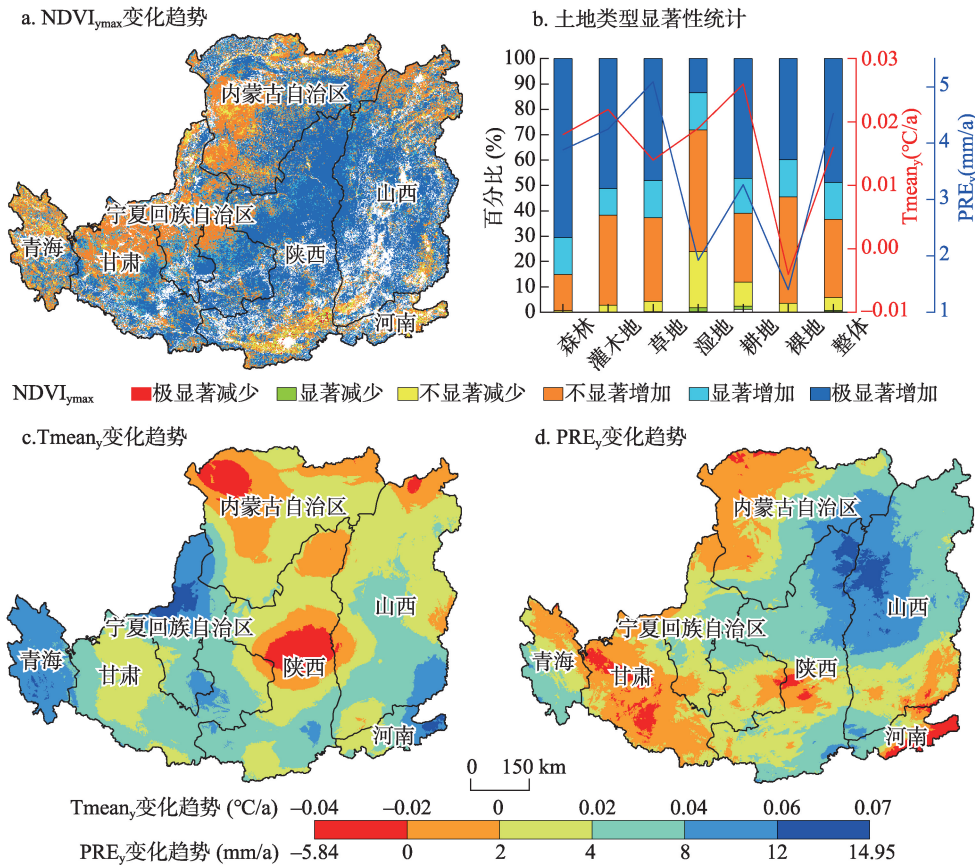 a. NDVIymax变化趋势
内蒙古自治区
山西
宁夏回族自治区
青海
甘肃
陕西
河南
b. 土地类型显著性统计
百分比 (%)
100
90
80
70
60
50
40
30
20
10
0
森林
灌木地
草地
湿地
耕地
裸地
整体
0.03
0.02
0.01
0.00
−0.01
Tmeany(°C/a)
5
4
3
2
1
PREy(mm/a)
NDVIymax 极显著减少 显著减少 不显著减少 不显著增加 显著增加 极显著增加
c.Tmeany变化趋势
内蒙古自治区
山西
宁夏回族自治区
青海
甘肃
陕西
河南
d. PREy变化趋势
内蒙古自治区
山西
宁夏回族自治区
青海
甘肃
陕西
河南
0 150 km
Tmeany变化趋势 (°C/a) −0.04 −0.02 0 0.02 0.04 0.06 0.07
PREy变化趋势 (mm/a) −5.84 0 2 4 8 12 14.95